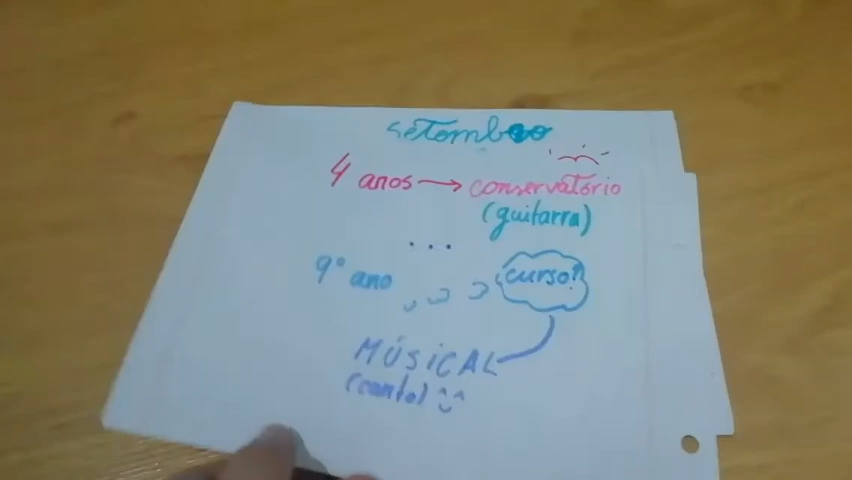 setembro
4 anos → conservatório
(guitarra)
...
9º ano
curso?
MÚSICAL
(canto) ^^